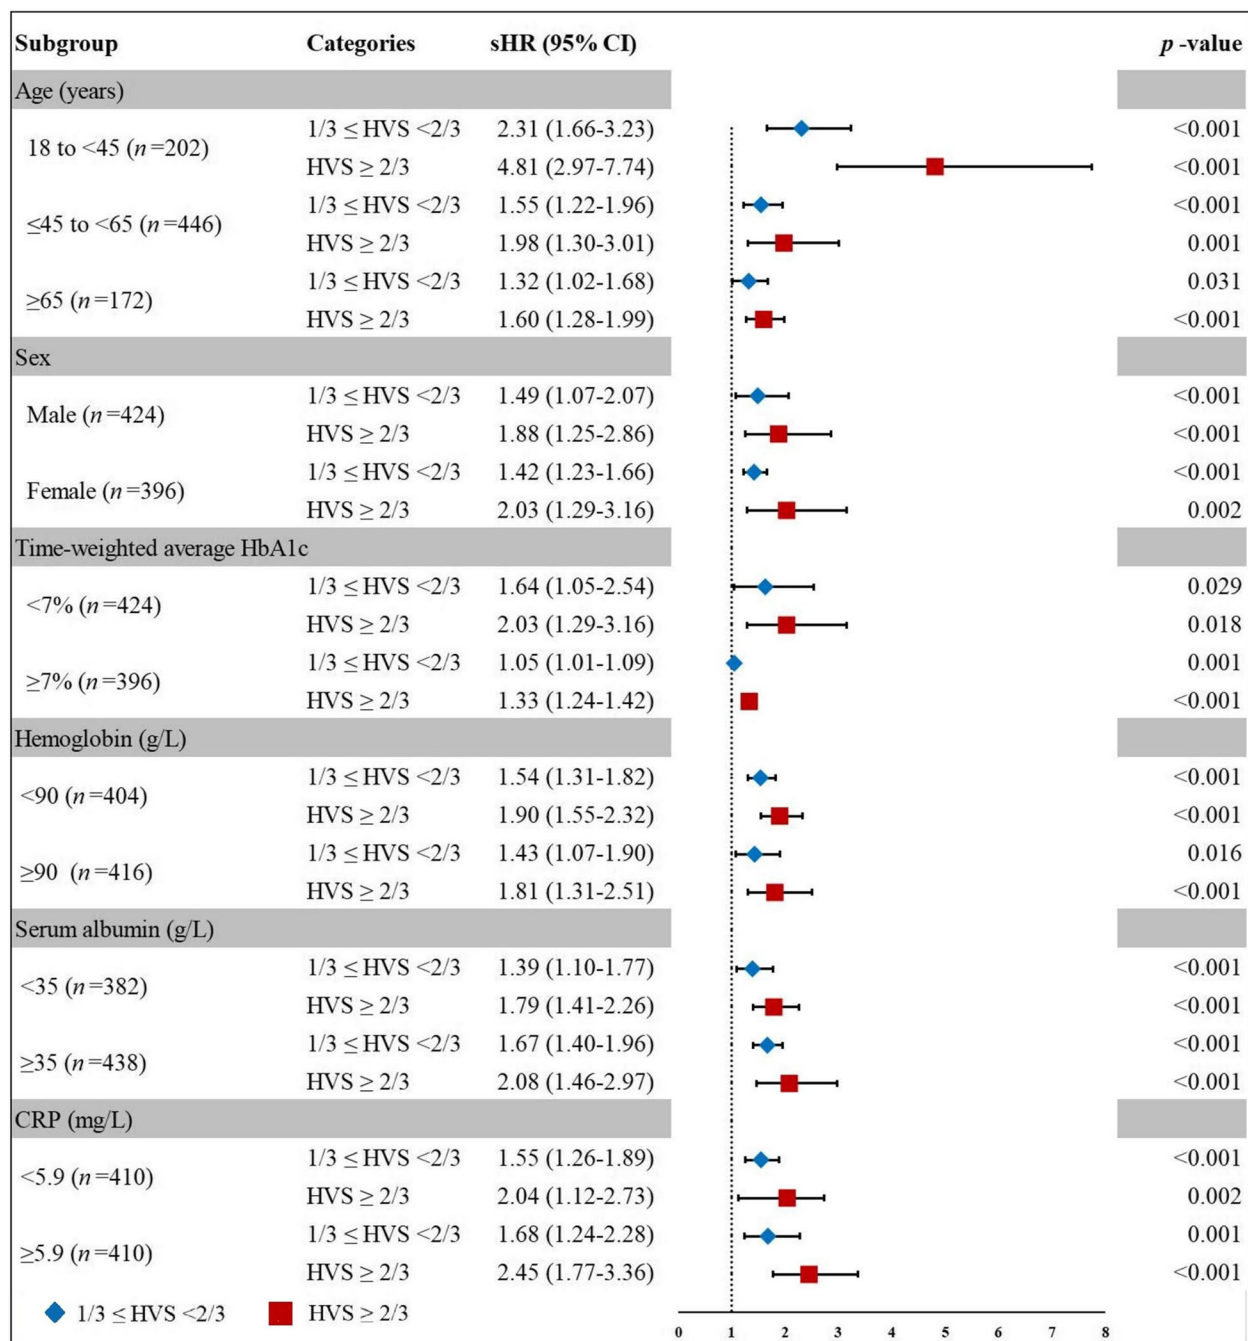 Subgroup Categories sHR (95% CI) p -value
Age (years)
18 to <45 (n=202)
1/3 ≤ HVS <2/3 2.31 (1.66-3.23) <0.001
HVS ≥ 2/3 4.81 (2.97-7.74) <0.001
≤45 to <65 (n=446)
1/3 ≤ HVS <2/3 1.55 (1.22-1.96) <0.001
HVS ≥ 2/3 1.98 (1.30-3.01) 0.001
≥65 (n=172)
1/3 ≤ HVS <2/3 1.32 (1.02-1.68) 0.031
HVS ≥ 2/3 1.60 (1.28-1.99) <0.001
Sex
Male (n=424)
1/3 ≤ HVS <2/3 1.49 (1.07-2.07) <0.001
HVS ≥ 2/3 1.88 (1.25-2.86) <0.001
Female (n=396)
1/3 ≤ HVS <2/3 1.42 (1.23-1.66) <0.001
HVS ≥ 2/3 2.03 (1.29-3.16) 0.002
Time-weighted average HbA1c
<7% (n=424)
1/3 ≤ HVS <2/3 1.64 (1.05-2.54) 0.029
HVS ≥ 2/3 2.03 (1.29-3.16) 0.018
≥7% (n=396)
1/3 ≤ HVS <2/3 1.05 (1.01-1.09) 0.001
HVS ≥ 2/3 1.33 (1.24-1.42) <0.001
Hemoglobin (g/L)
<90 (n=404)
1/3 ≤ HVS <2/3 1.54 (1.31-1.82) <0.001
HVS ≥ 2/3 1.90 (1.55-2.32) <0.001
≥90 (n=416)
1/3 ≤ HVS <2/3 1.43 (1.07-1.90) 0.016
HVS ≥ 2/3 1.81 (1.31-2.51) <0.001
Serum albumin (g/L)
<35 (n=382)
1/3 ≤ HVS <2/3 1.39 (1.10-1.77) <0.001
HVS ≥ 2/3 1.79 (1.41-2.26) <0.001
≥35 (n=438)
1/3 ≤ HVS <2/3 1.67 (1.40-1.96) <0.001
HVS ≥ 2/3 2.08 (1.46-2.97) <0.001
CRP (mg/L)
<5.9 (n=410)
1/3 ≤ HVS <2/3 1.55 (1.26-1.89) <0.001
HVS ≥ 2/3 2.04 (1.12-2.73) 0.002
≥5.9 (n=410)
1/3 ≤ HVS <2/3 1.68 (1.24-2.28) 0.001
HVS ≥ 2/3 2.45 (1.77-3.36) <0.001
1/3 ≤ HVS <2/3 HVS ≥ 2/3
0 1 2 3 4 5 6 7 8